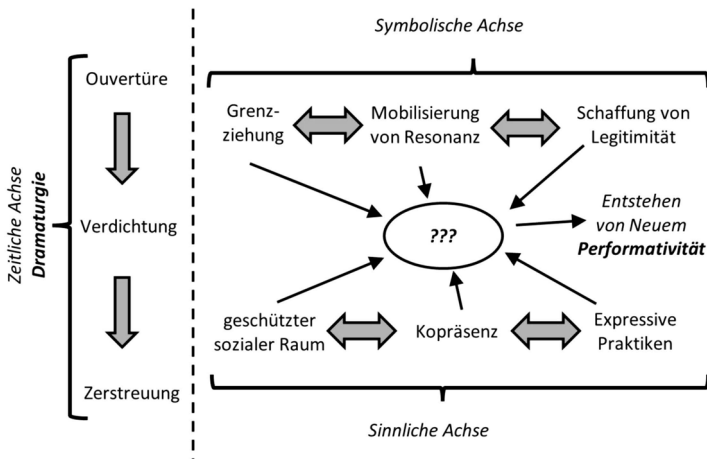 Zeitliche Achse
Dramaturgie
Ouvertüre
Verdichtung
Zerstreuung
Symbolische Achse
Grenz-
ziehung
Mobilisierung
von Resonanz
Schaffung von
Legitimität
???
Entstehen
von Neuem
Performativität
geschützter
sozialer Raum
Kopräsenz
Expressive
Praktiken
Sinnliche Achse